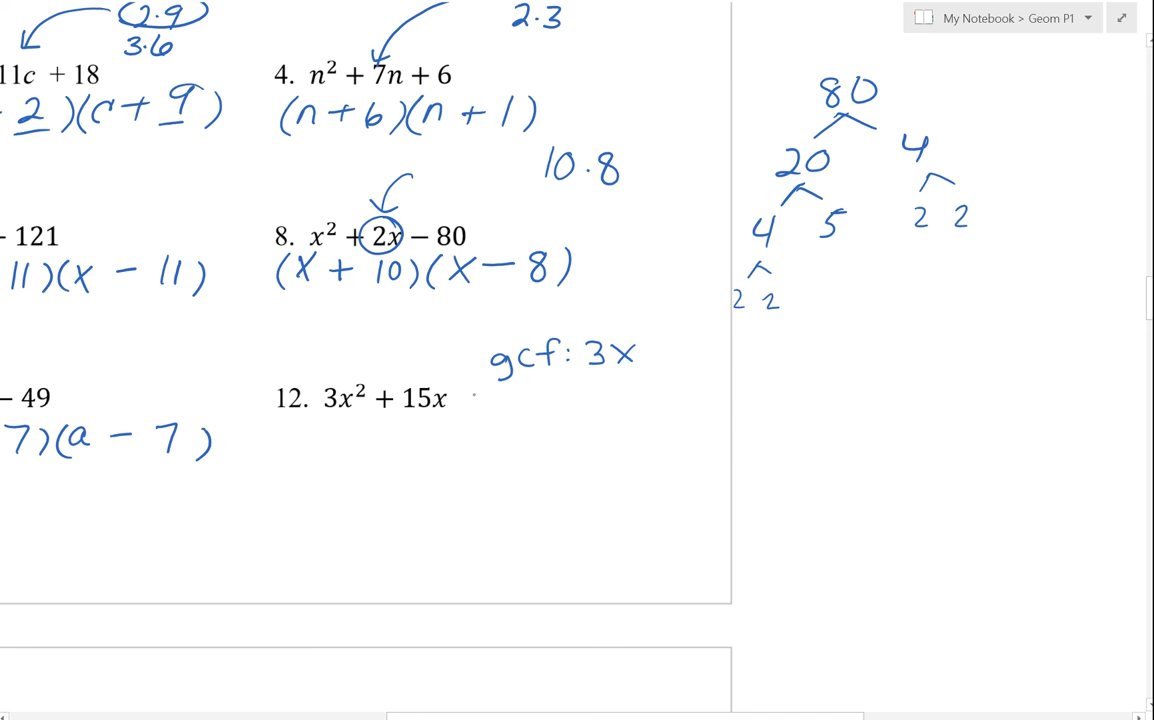 2.9
3.6
2.3
My Notebook > Geom P1
11c + 18
4. n² + 7n + 6
2)(c + 9)
(n + 6)(n + 1)
10.8
80
20 4
4 5 2 2
2 2
- 121
8. x² + 2x − 80
11)(x - 11)
(x + 10)(x - 8)
gcf: 3x
- 49
12. 3x² + 15x
7)(a - 7)